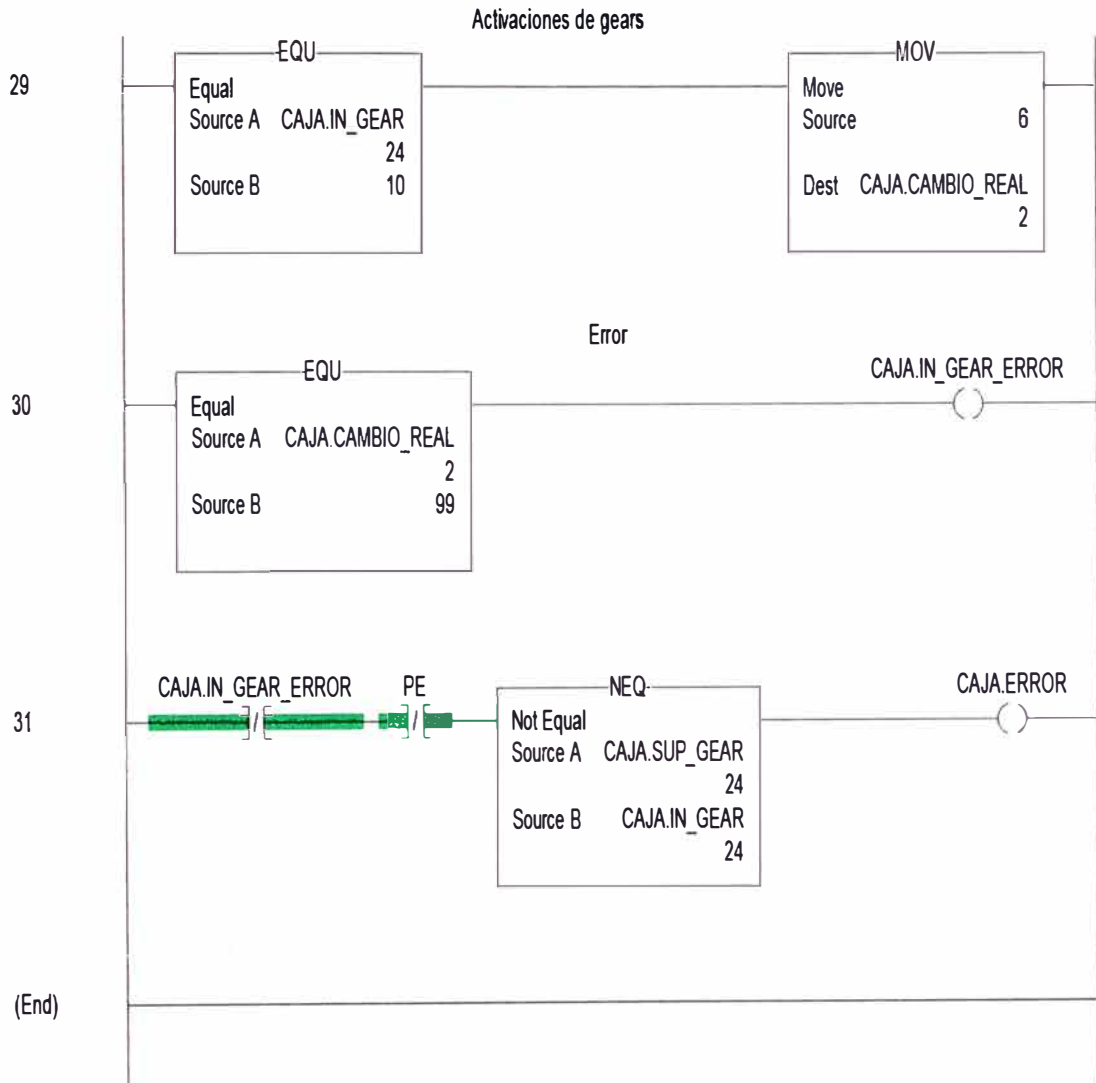 Activaciones de gears
29
EQU
Equal
Source A CAJA.IN_GEAR
24
Source B 10
MOV
Move
Source 6
Dest CAJA.CAMBIO_REAL
2
Error
30
EQU
Equal
Source A CAJA.CAMBIO_REAL
2
Source B 99
CAJA.IN_GEAR_ERROR
31
CAJA.IN_GEAR_ERROR
PE
NEQ
Not Equal
Source A CAJA.SUP_GEAR
24
Source B CAJA.IN_GEAR
24
CAJA.ERROR
(End)